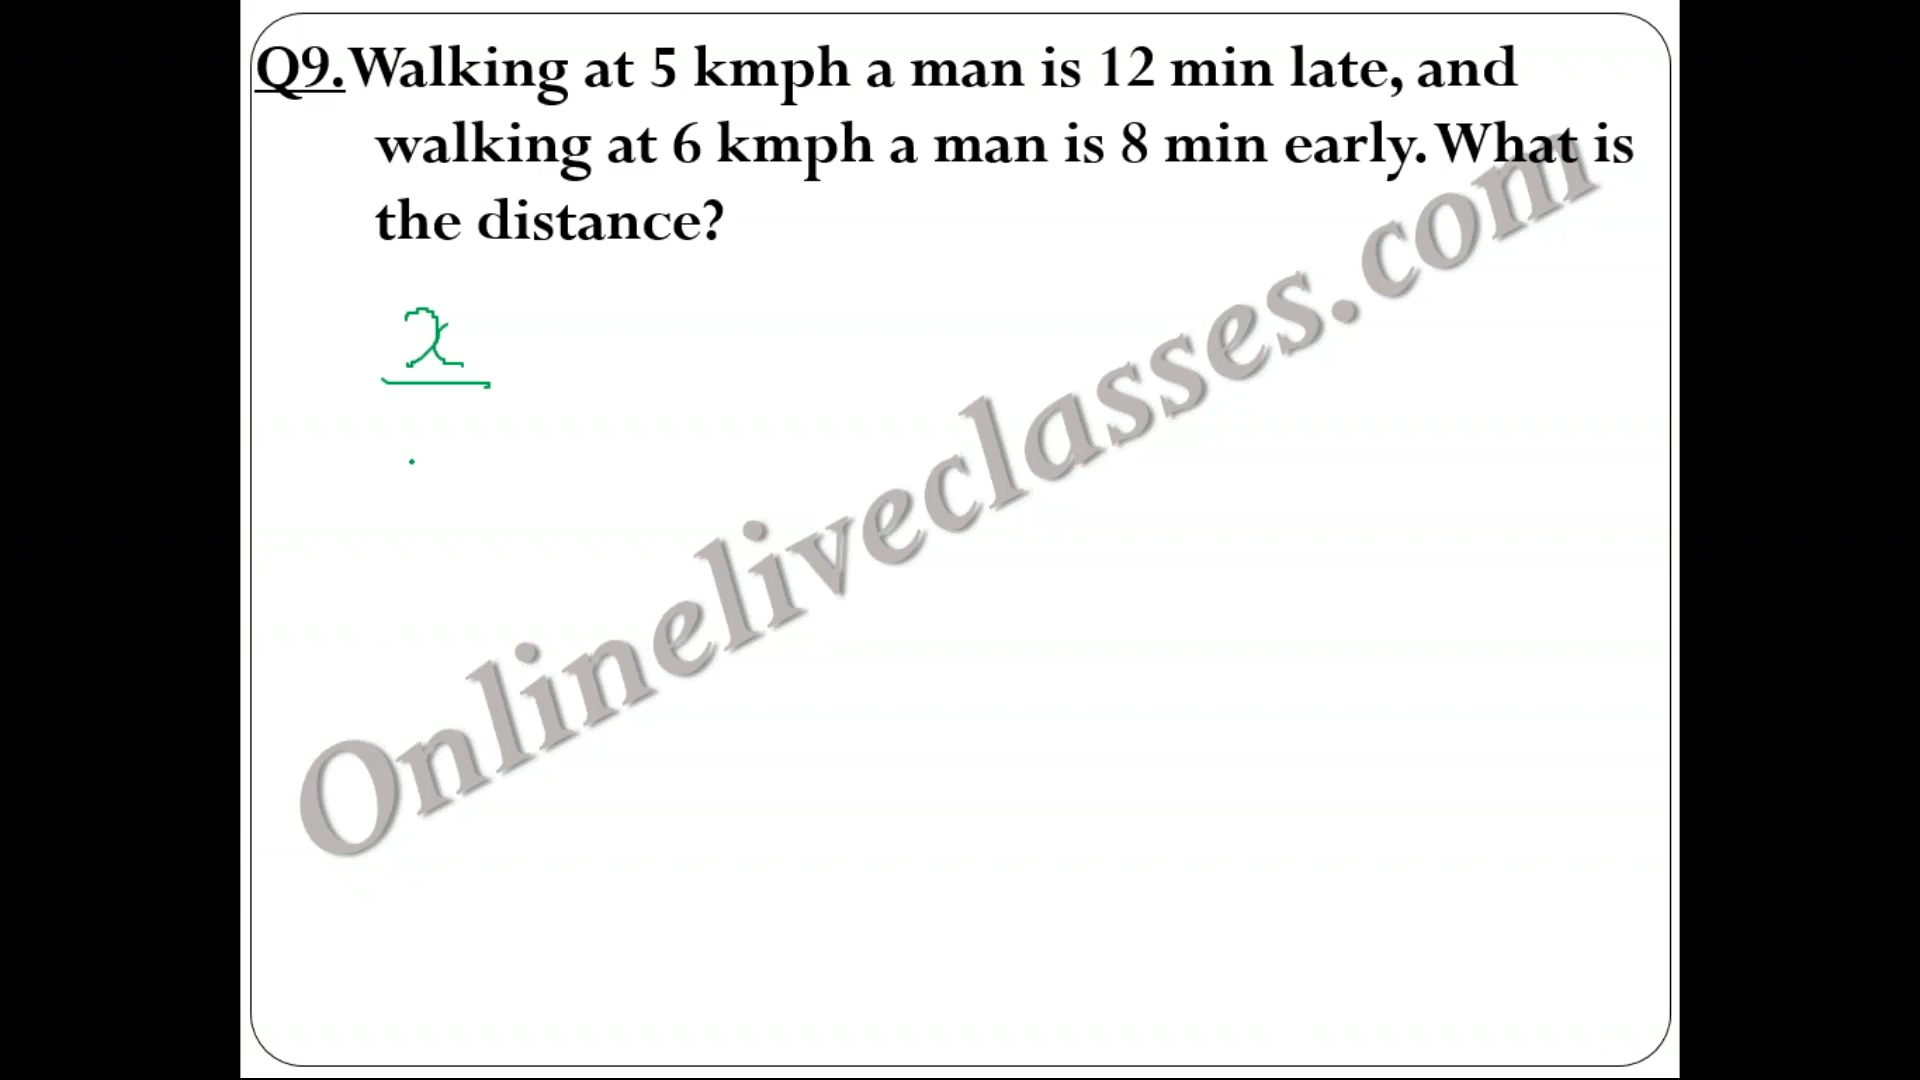 Q9. Walking at 5 kmph a man is 12 min late, and
walking at 6 kmph a man is 8 min early. What is
the distance?
x
Onlineliveclasses.com